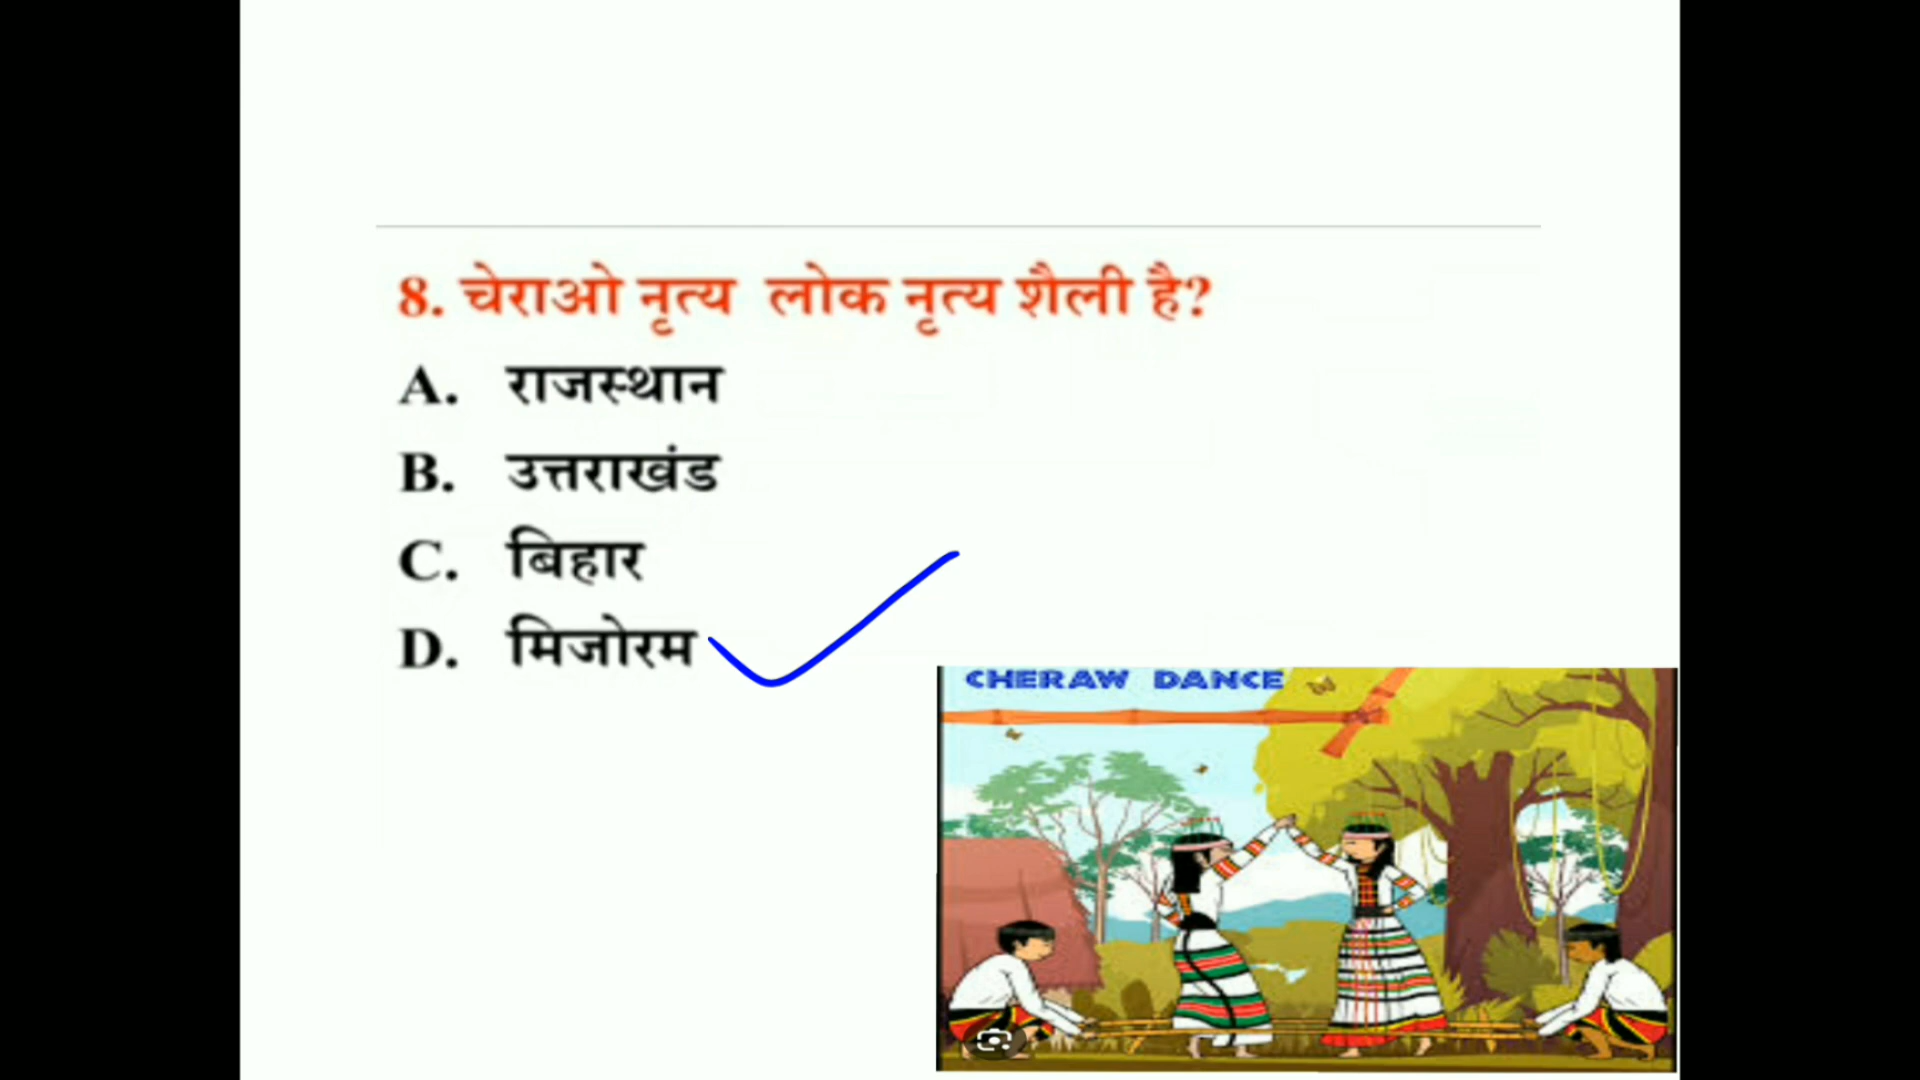 8. चेराओ नृत्य लोक नृत्य शैली है?
A. राजस्थान
B. उत्तराखंड
C. बिहार
D. मिजोरम
CHERAW DANCE